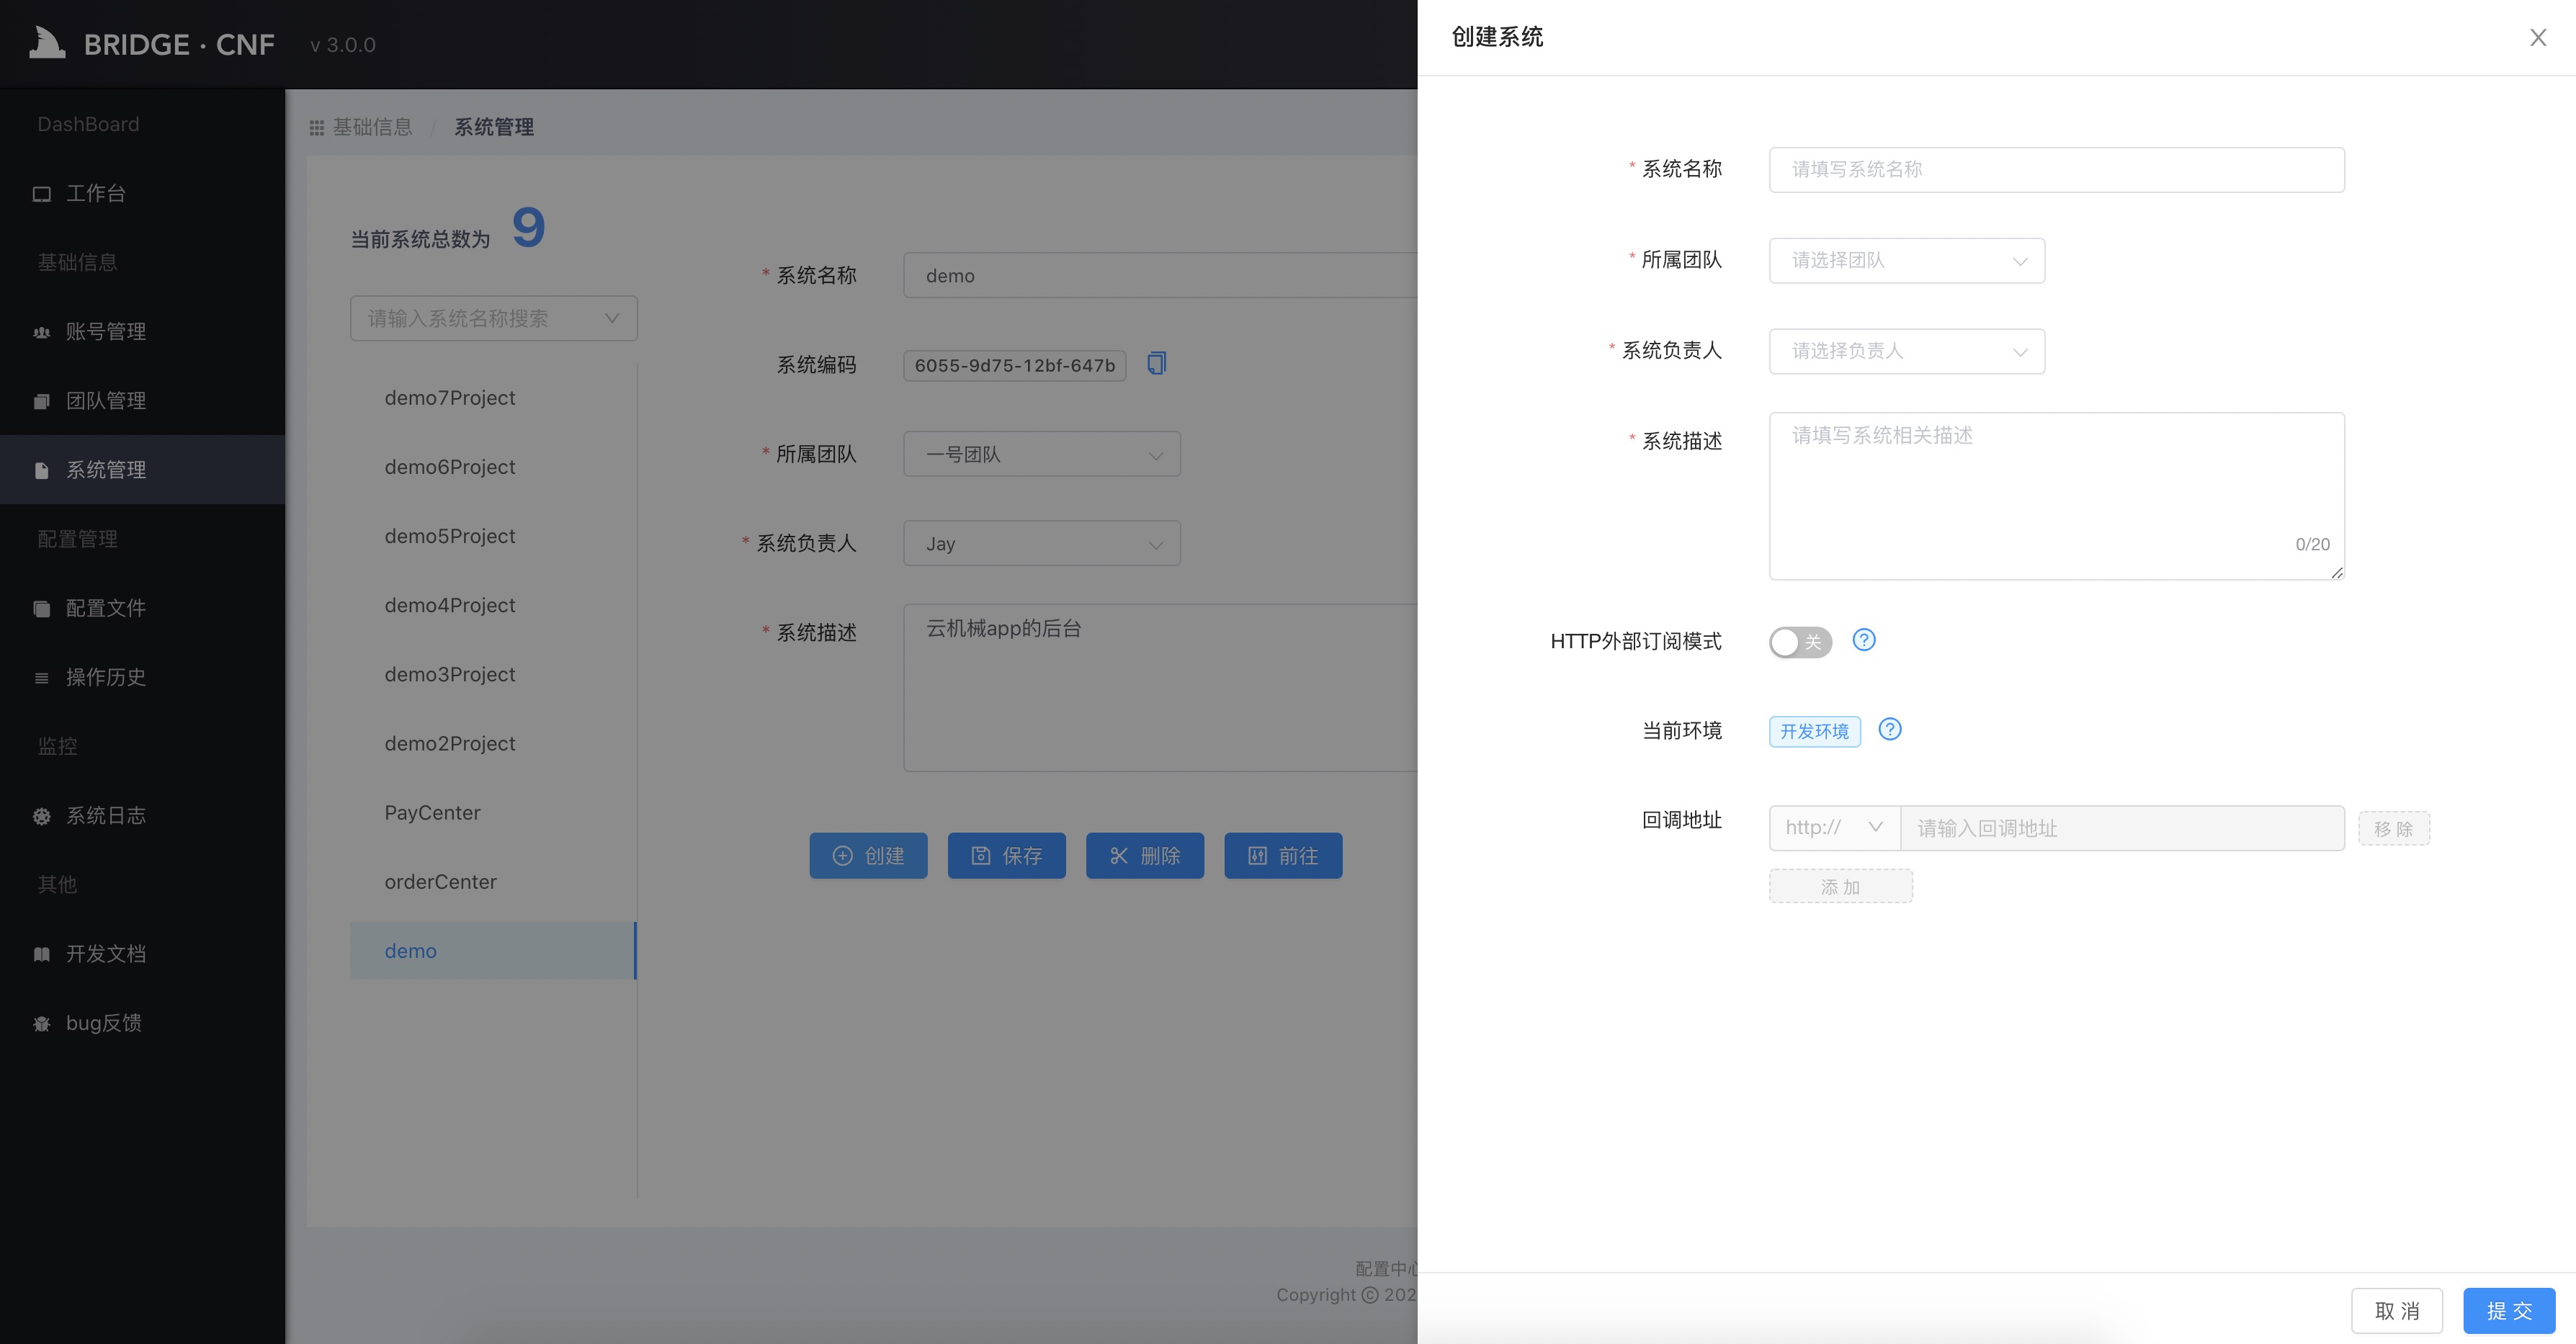 BRIDGE · CNF v 3.0.0
DashBoard
工作台
基础信息
账号管理
团队管理
系统管理
配置管理
配置文件
操作历史
监控
系统日志
其他
开发文档
bug反馈
基础信息 / 系统管理
当前系统总数为 9
请输入系统名称搜索
demo7Project
demo6Project
demo5Project
demo4Project
demo3Project
demo2Project
PayCenter
orderCenter
demo
* 系统名称 demo
系统编码 6055-9d75-12bf-647b
* 所属团队 一号团队
* 系统负责人 Jay
* 系统描述 云机械app的后台
创建 保存 删除 前往
配置中
Copyright © 202
创建系统
* 系统名称 请填写系统名称
* 所属团队 请选择团队
* 系统负责人 请选择负责人
* 系统描述 请填写系统相关描述
0/20
HTTP外部订阅模式 关
当前环境 开发环境
回调地址 http:// 请输入回调地址 移 除
添 加
取 消 提 交